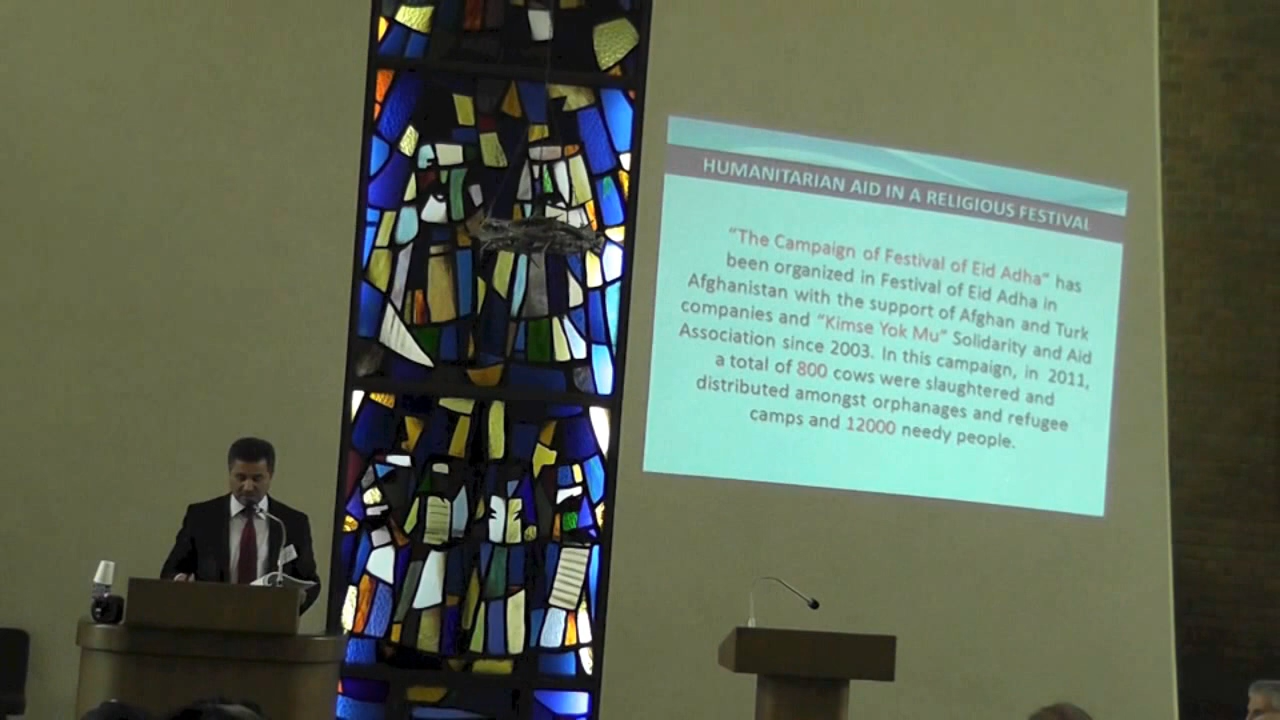 HUMANITARIAN AID IN A RELIGIOUS FESTIVAL
“The Campaign of Festival of Eid Adha” has
been organized in Festival of Eid Adha in
Afghanistan with the support of Afghan and Turk
companies and “Kimse Yok Mu” Solidarity and Aid
Association since 2003. In this campaign, in 2011,
a total of 800 cows were slaughtered and
distributed amongst orphanages and refugee
camps and 12000 needy people.